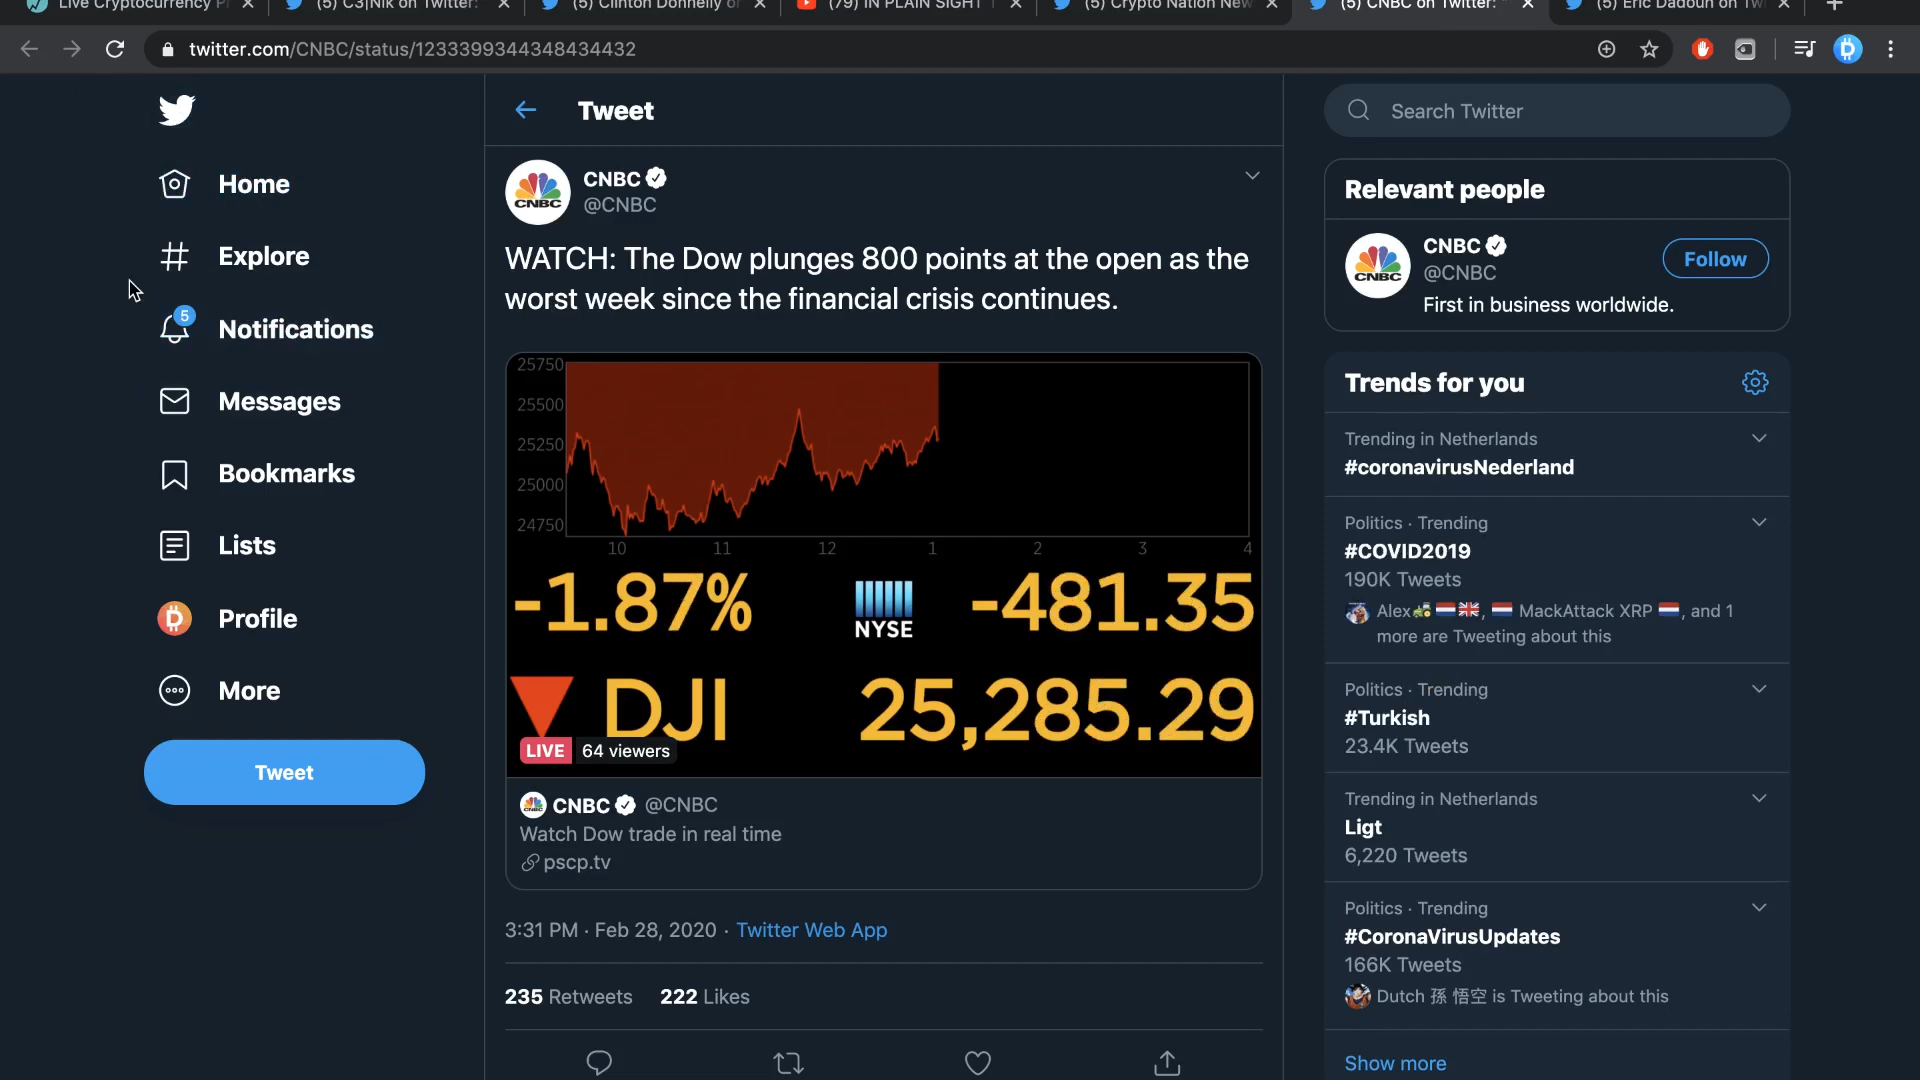 Live Cryptocurrency P
(5) C3|Nik on Twitter:
(5) Clinton Donnelly on
(79) IN PLAIN SIGHT
(5) Crypto Nation New
(5) CNBC on Twitter: "
(5) Eric Dadoun on Twi
twitter.com/CNBC/status/1233399344348434432
Home
Explore
5
Notifications
Messages
Bookmarks
Lists
Profile
More
Tweet
Tweet
CNBC
@CNBC
WATCH: The Dow plunges 800 points at the open as the
worst week since the financial crisis continues.
25750
25500
25250
25000
24750
10 11 12 1 2 3 4
-1.87% NYSE -481.35
DJI 25,285.29
LIVE 64 viewers
CNBC @CNBC
Watch Dow trade in real time
pscp.tv
3:31 PM · Feb 28, 2020 · Twitter Web App
235 Retweets 222 Likes
Search Twitter
Relevant people
CNBC
@CNBC
Follow
First in business worldwide.
Trends for you
Trending in Netherlands
#coronavirusNederland
Politics · Trending
#COVID2019
190K Tweets
Alex🚜🇳🇱🇬🇧, 🇳🇱 MackAttack XRP 🇳🇱, and 1
more are Tweeting about this
Politics · Trending
#Turkish
23.4K Tweets
Trending in Netherlands
Ligt
6,220 Tweets
Politics · Trending
#CoronaVirusUpdates
166K Tweets
Dutch 孫 悟空 is Tweeting about this
Show more